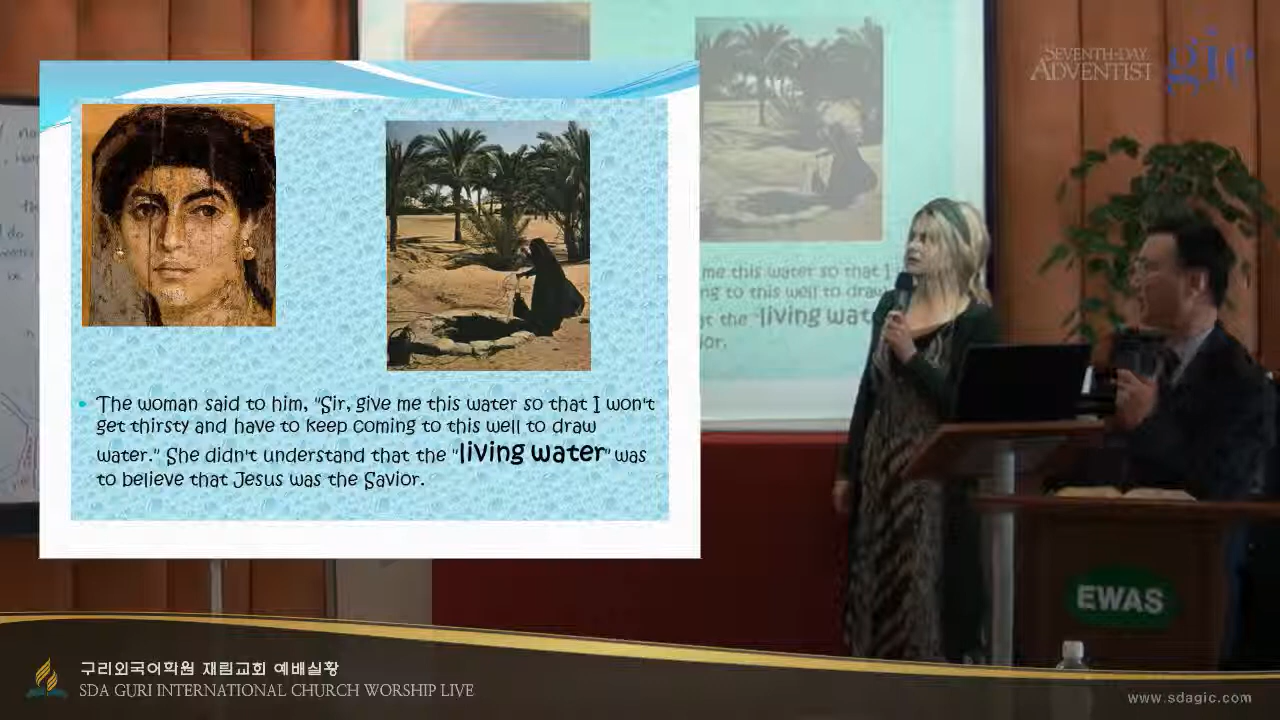 SEVENTH-DAY
ADVENTIST
gic
The woman said to him, "Sir, give me this water so that I won't
get thirsty and have to keep coming to this well to draw
water." She didn't understand that the "living water" was
to believe that Jesus was the Savior.
me this water so that I
ng to this well to draw
at the "living wat
ior.
EWAS
구리외국어학원 재림교회 예배실황
SDA GURI INTERNATIONAL CHURCH WORSHIP LIVE
www.sdagic.com